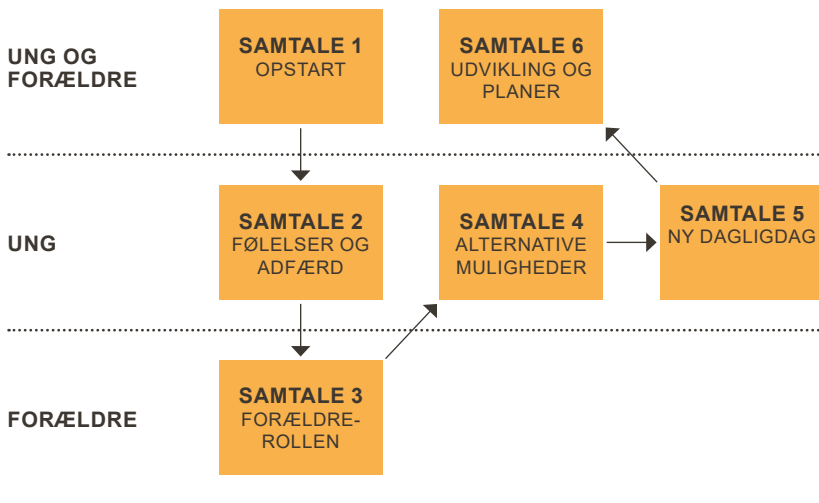 UNG OG
FORÆLDRE
SAMTALE 1
OPSTART
SAMTALE 6
UDVIKLING OG
PLANER
UNG
SAMTALE 2
FØLELSER OG
ADFÆRD
SAMTALE 4
ALTERNATIVE
MULIGHEDER
SAMTALE 5
NY DAGLIGDAG
FORÆLDRE
SAMTALE 3
FORÆLDRE-
ROLLEN